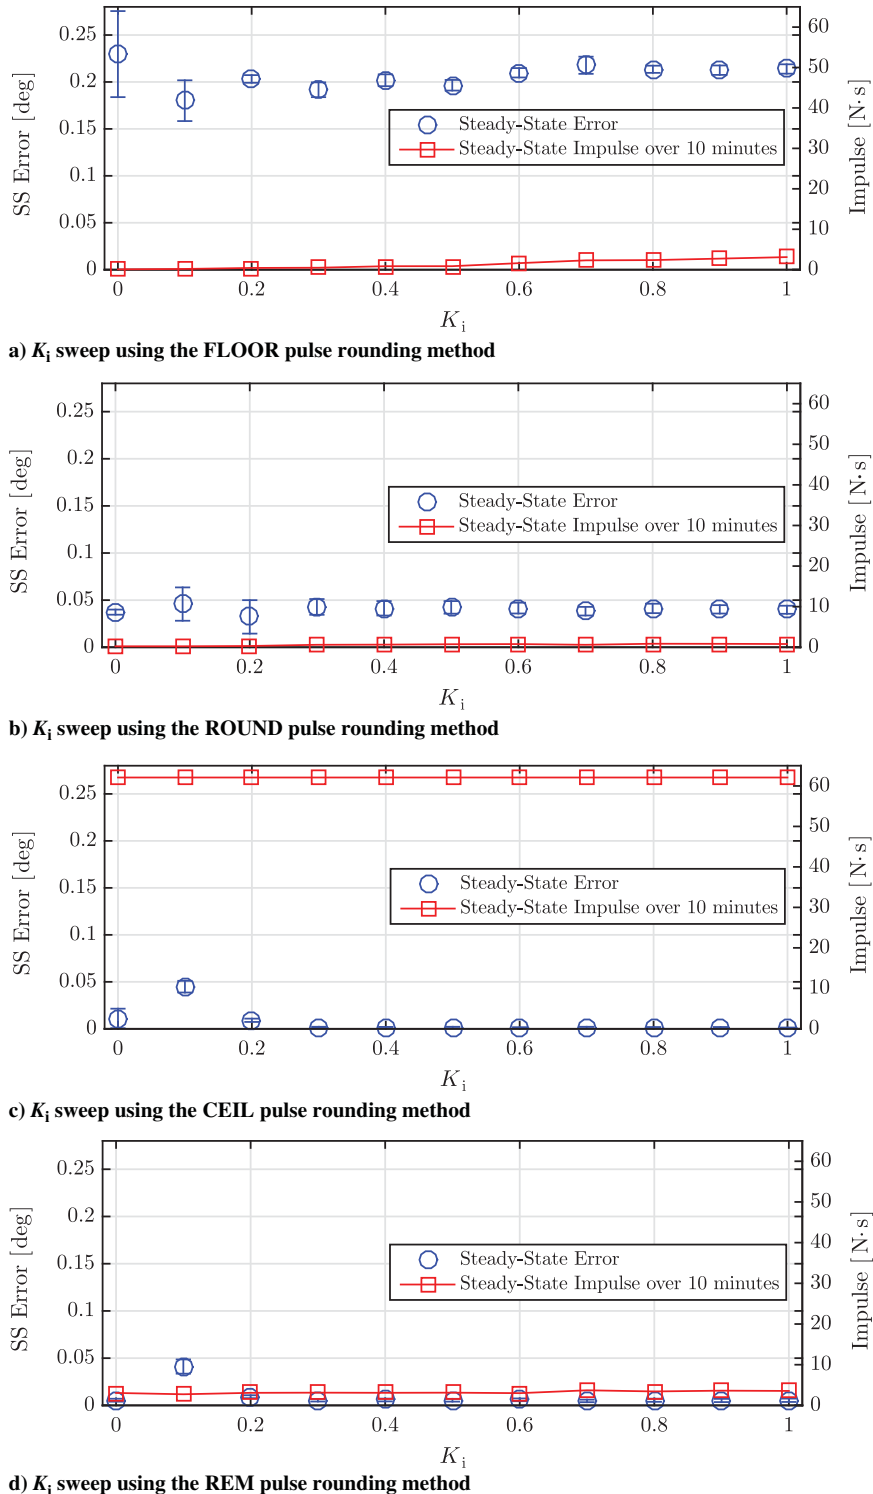 0.25
0.2
0.15
0.1
0.05
0
SS Error [deg]
60
50
40
30
20
10
0
Impulse [N·s]
Steady-State Error
Steady-State Impulse over 10 minutes
0 0.2 0.4 0.6 0.8 1
K_i
a) K_i sweep using the FLOOR pulse rounding method
0.25
0.2
0.15
0.1
0.05
0
SS Error [deg]
60
50
40
30
20
10
0
Impulse [N·s]
Steady-State Error
Steady-State Impulse over 10 minutes
0 0.2 0.4 0.6 0.8 1
K_i
b) K_i sweep using the ROUND pulse rounding method
0.25
0.2
0.15
0.1
0.05
0
SS Error [deg]
60
50
40
30
20
10
0
Impulse [N·s]
Steady-State Error
Steady-State Impulse over 10 minutes
0 0.2 0.4 0.6 0.8 1
K_i
c) K_i sweep using the CEIL pulse rounding method
0.25
0.2
0.15
0.1
0.05
0
SS Error [deg]
60
50
40
30
20
10
0
Impulse [N·s]
Steady-State Error
Steady-State Impulse over 10 minutes
0 0.2 0.4 0.6 0.8 1
K_i
d) K_i sweep using the REM pulse rounding method